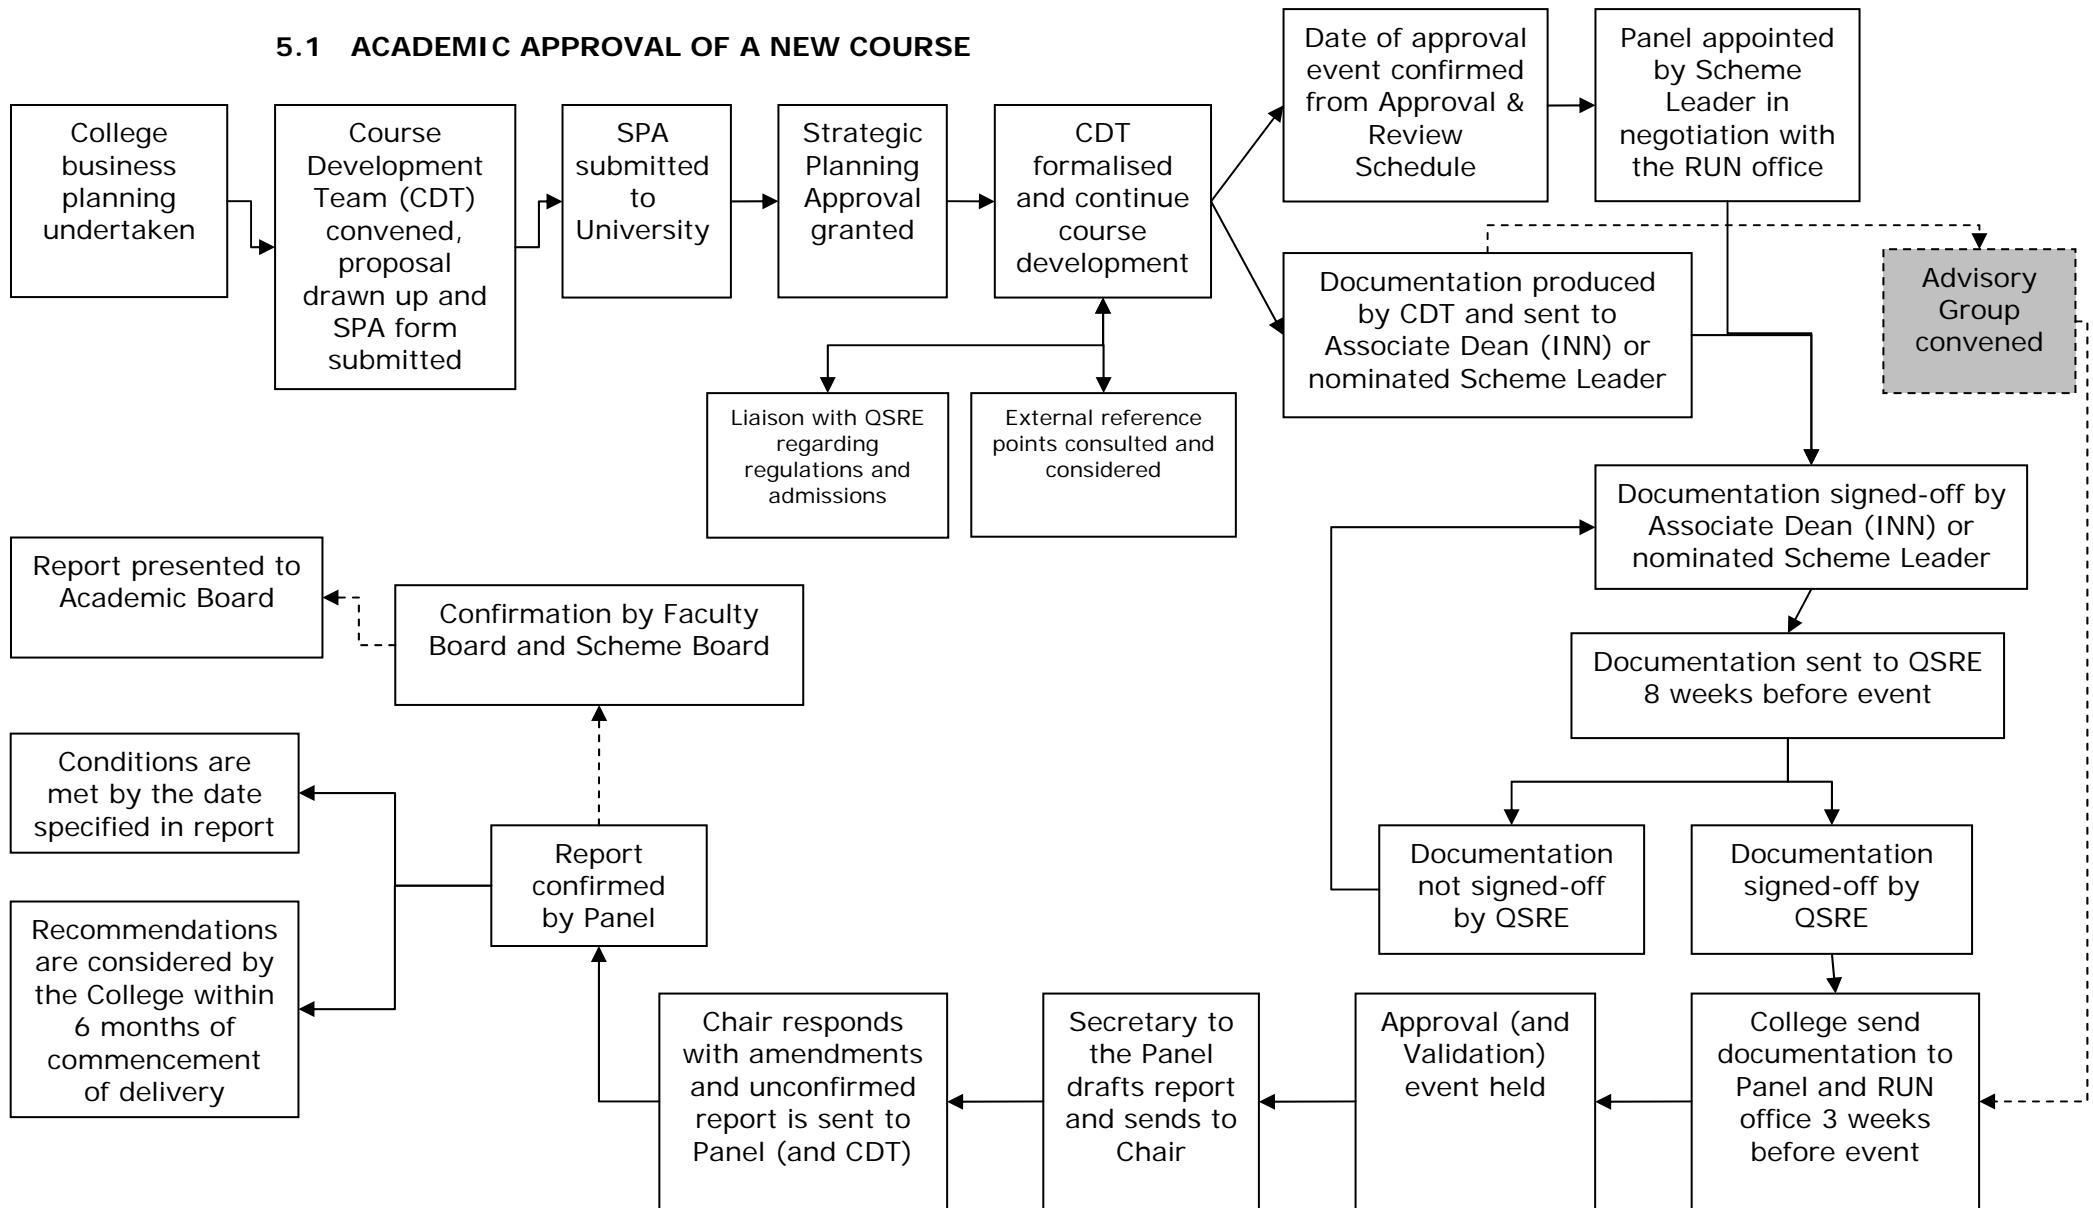 5.1 ACADEMIC APPROVAL OF A NEW COURSE
College
business
planning
undertaken
Course
Development
Team (CDT)
convened,
proposal
drawn up and
SPA form
submitted
SPA
submitted
to
University
Strategic
Planning
Approval
granted
CDT
formalised
and continue
course
development
Date of approval
event confirmed
from Approval &
Review
Schedule
Panel appointed
by Scheme
Leader in
negotiation with
the RUN office
Documentation produced
by CDT and sent to
Associate Dean (INN) or
nominated Scheme Leader
Advisory
Group
convened
Liaison with QSRE
regarding
regulations and
admissions
External reference
points consulted and
considered
Documentation signed-off by
Associate Dean (INN) or
nominated Scheme Leader
Documentation sent to QSRE
8 weeks before event
Documentation
not signed-off
by QSRE
Documentation
signed-off by
QSRE
College send
documentation to
Panel and RUN
office 3 weeks
before event
Approval (and
Validation)
event held
Secretary to
the Panel
drafts report
and sends to
Chair
Chair responds
with amendments
and unconfirmed
report is sent to
Panel (and CDT)
Report
confirmed
by Panel
Confirmation by Faculty
Board and Scheme Board
Report presented to
Academic Board
Conditions are
met by the date
specified in report
Recommendations
are considered by
the College within
6 months of
commencement
of delivery